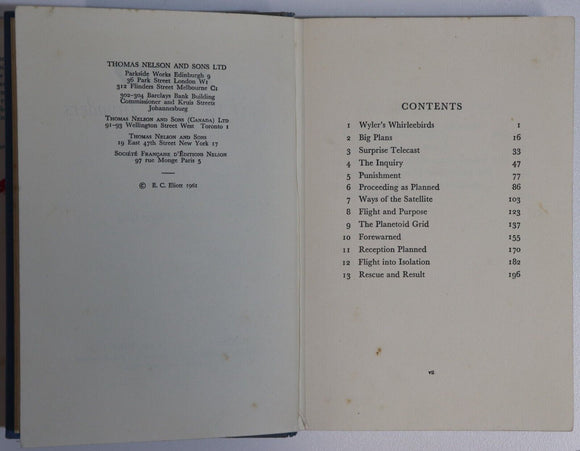 THOMAS NELSON AND SONS LTD
Parkside Works Edinburgh 9
36 Park Street London W1
312 Flinders Street Melbourne C1
302-304 Barclays Bank Building
Commissioner and Kruis Streets
Johannesburg
THOMAS NELSON AND SONS (CANADA) LTD
91-93 Wellington Street West Toronto 1
THOMAS NELSON AND SONS
19 East 47th Street New York 17
SOCIÉTÉ FRANÇAISE D'ÉDITIONS NELSON
97 rue Monge Paris 5
© E. C. Eliott 1961
CONTENTS
1 Wyler's Whirleebirds 1
2 Big Plans 16
3 Surprise Telecast 33
4 The Inquiry 47
5 Punishment 77
6 Proceeding as Planned 86
7 Ways of the Satellite 103
8 Flight and Purpose 123
9 The Planetoid Grid 137
10 Forewarned 155
11 Reception Planned 170
12 Flight into Isolation 182
13 Rescue and Result 196
vii